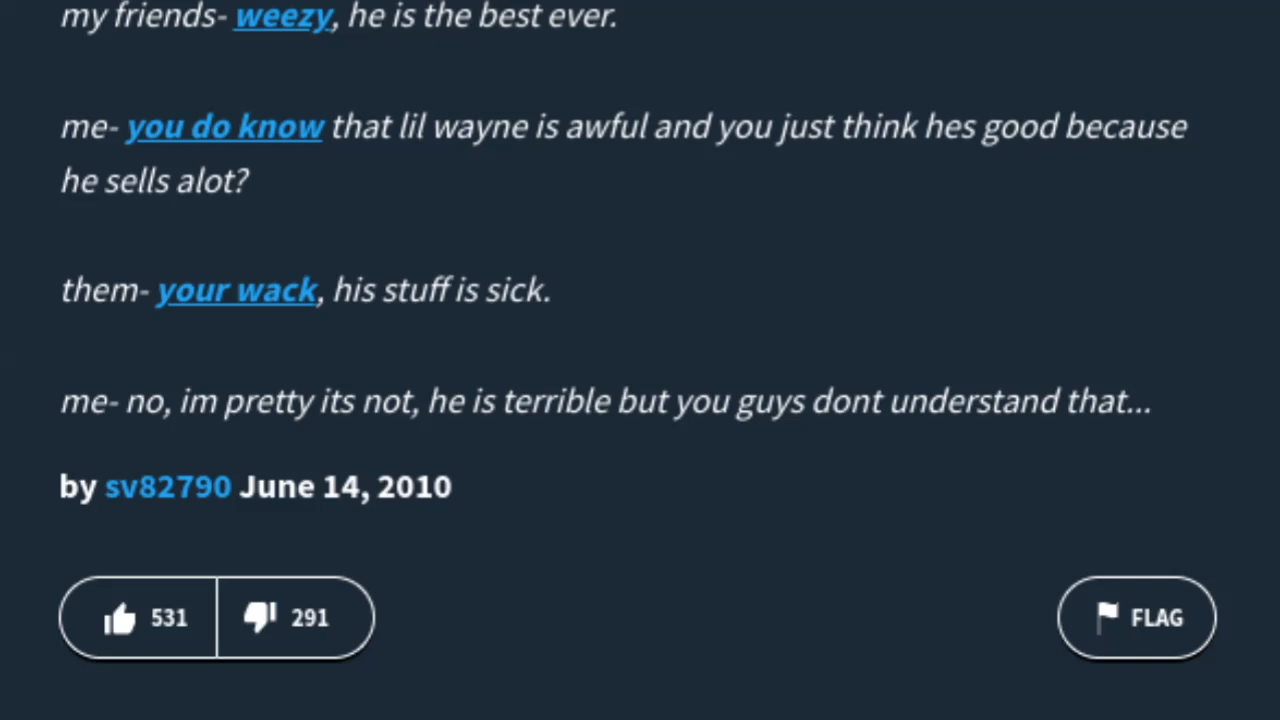 my friends- weezy, he is the best ever.
me- you do know that lil wayne is awful and you just think hes good because
he sells alot?
them- your wack, his stuff is sick.
me- no, im pretty its not, he is terrible but you guys dont understand that...
by sv82790 June 14, 2010
531 291 FLAG